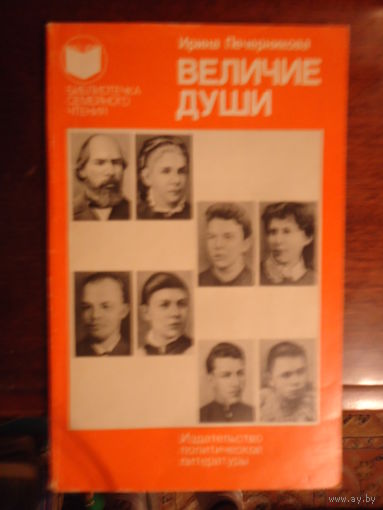 Ирина Печерникова
ВЕЛИЧИЕ
ДУШИ
БИБЛИОТЕЧКА
СЕМЕЙНОГО
ЧТЕНИЯ
Издательство
политической
литературы
www.ay.by